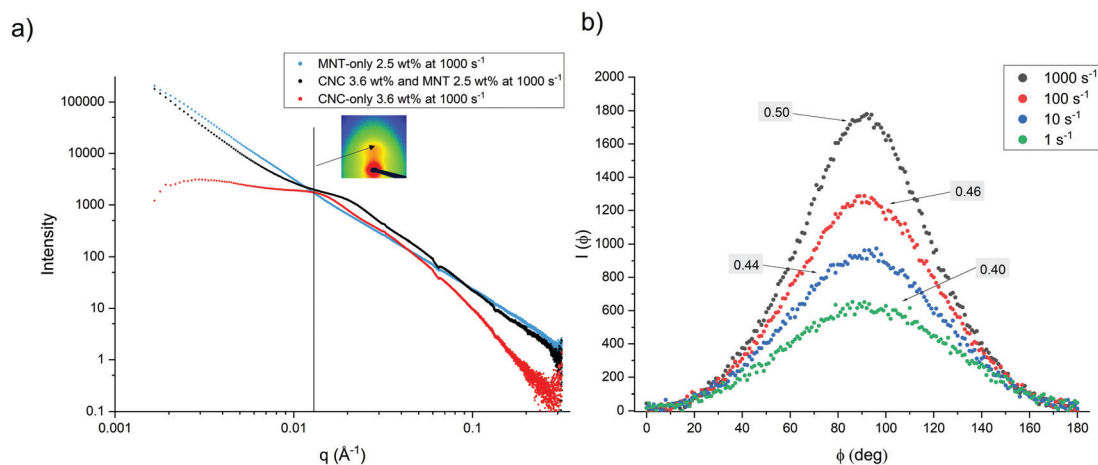 a)
MNT-only 2.5 wt% at 1000 s⁻¹
CNC 3.6 wt% and MNT 2.5 wt% at 1000 s⁻¹
CNC-only 3.6 wt% at 1000 s⁻¹
100000
10000
1000
100
10
1
0.1
Intensity
0.001
0.01
0.1
q (Å⁻¹)
b)
1000 s⁻¹
100 s⁻¹
10 s⁻¹
1 s⁻¹
2000
1800
1600
1400
1200
1000
800
600
400
200
0
I (ϕ)
0.50
0.46
0.44
0.40
0 20 40 60 80 100 120 140 160 180
ϕ (deg)